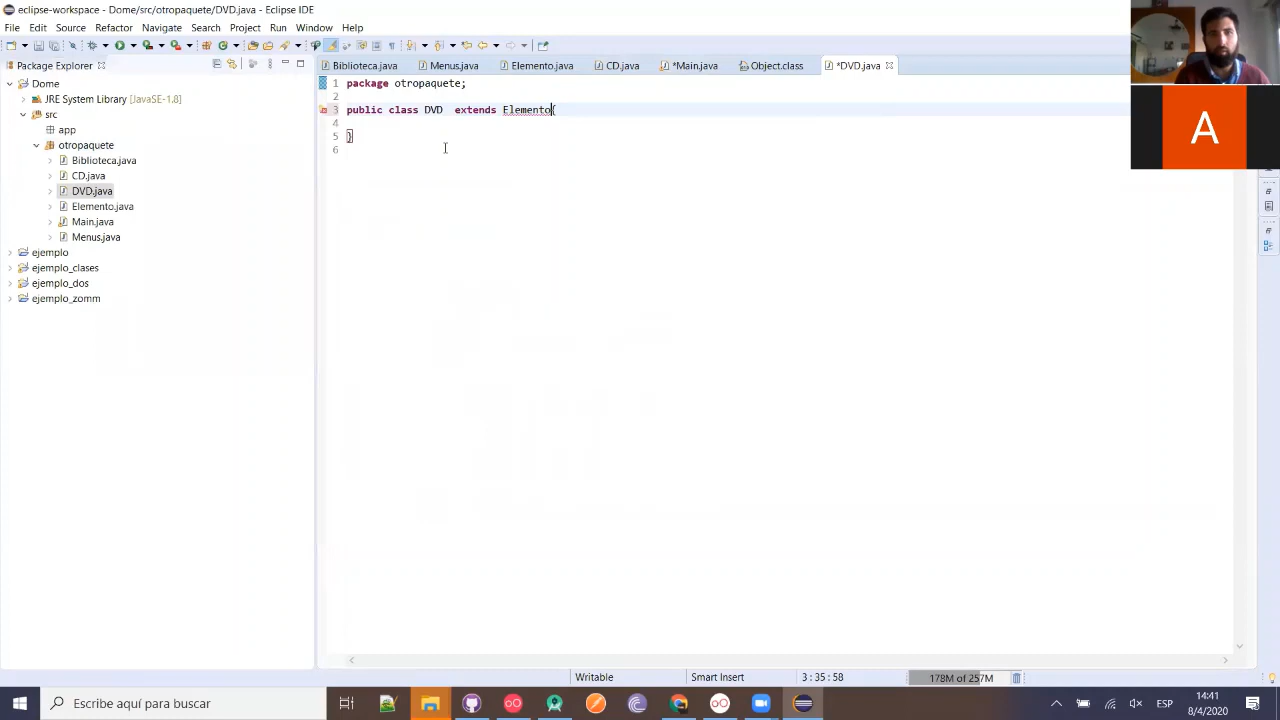 eclipse-workspace - Dome/src/otropaquete/DVD.java - Eclipse IDE
File Edit Source Refactor Navigate Search Project Run Window Help
Package Explorer
Biblioteca.java Menus.java Elemento.java CD.java *Main.java Object.class *DVD.java
Dome
JRE System Library [JavaSE-1.8]
src
app
otropaquete
Biblioteca.java
CD.java
DVD.java
Elemento.java
Main.java
Menus.java
ejemplo
ejemplo_clases
ejemplo_dos
ejemplo_zomm
1 package otropaquete;
2
3 public class DVD  extends Elemento{
4
5 }
6
A
Writable Smart Insert 3 : 35 : 58 178M of 257M
Escribe aquí para buscar
ESP
14:41
8/4/2020